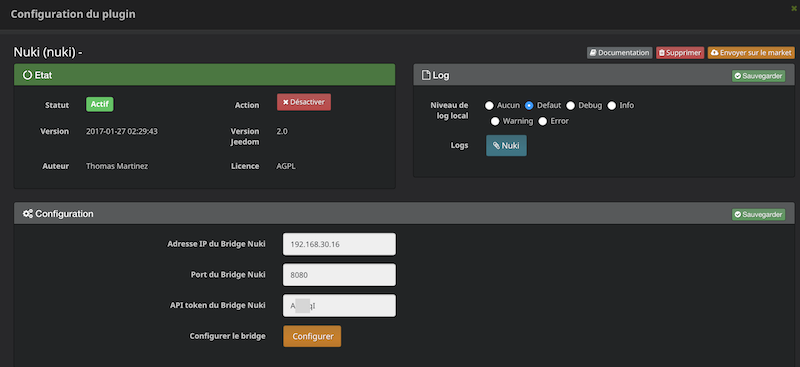 Configuration du plugin
Nuki (nuki) -
Documentation Supprimer Envoyer sur le market
Etat
Statut Actif Action Désactiver
Version 2017-01-27 02:29:43 Version Jeedom 2.0
Auteur Thomas Martinez Licence AGPL
Log Sauvegarder
Niveau de log local Aucun Defaut Debug Info
Warning Error
Logs Nuki
Configuration Sauvegarder
Adresse IP du Bridge Nuki 192.168.30.16
Port du Bridge Nuki 8080
API token du Bridge Nuki
Configurer le bridge Configurer